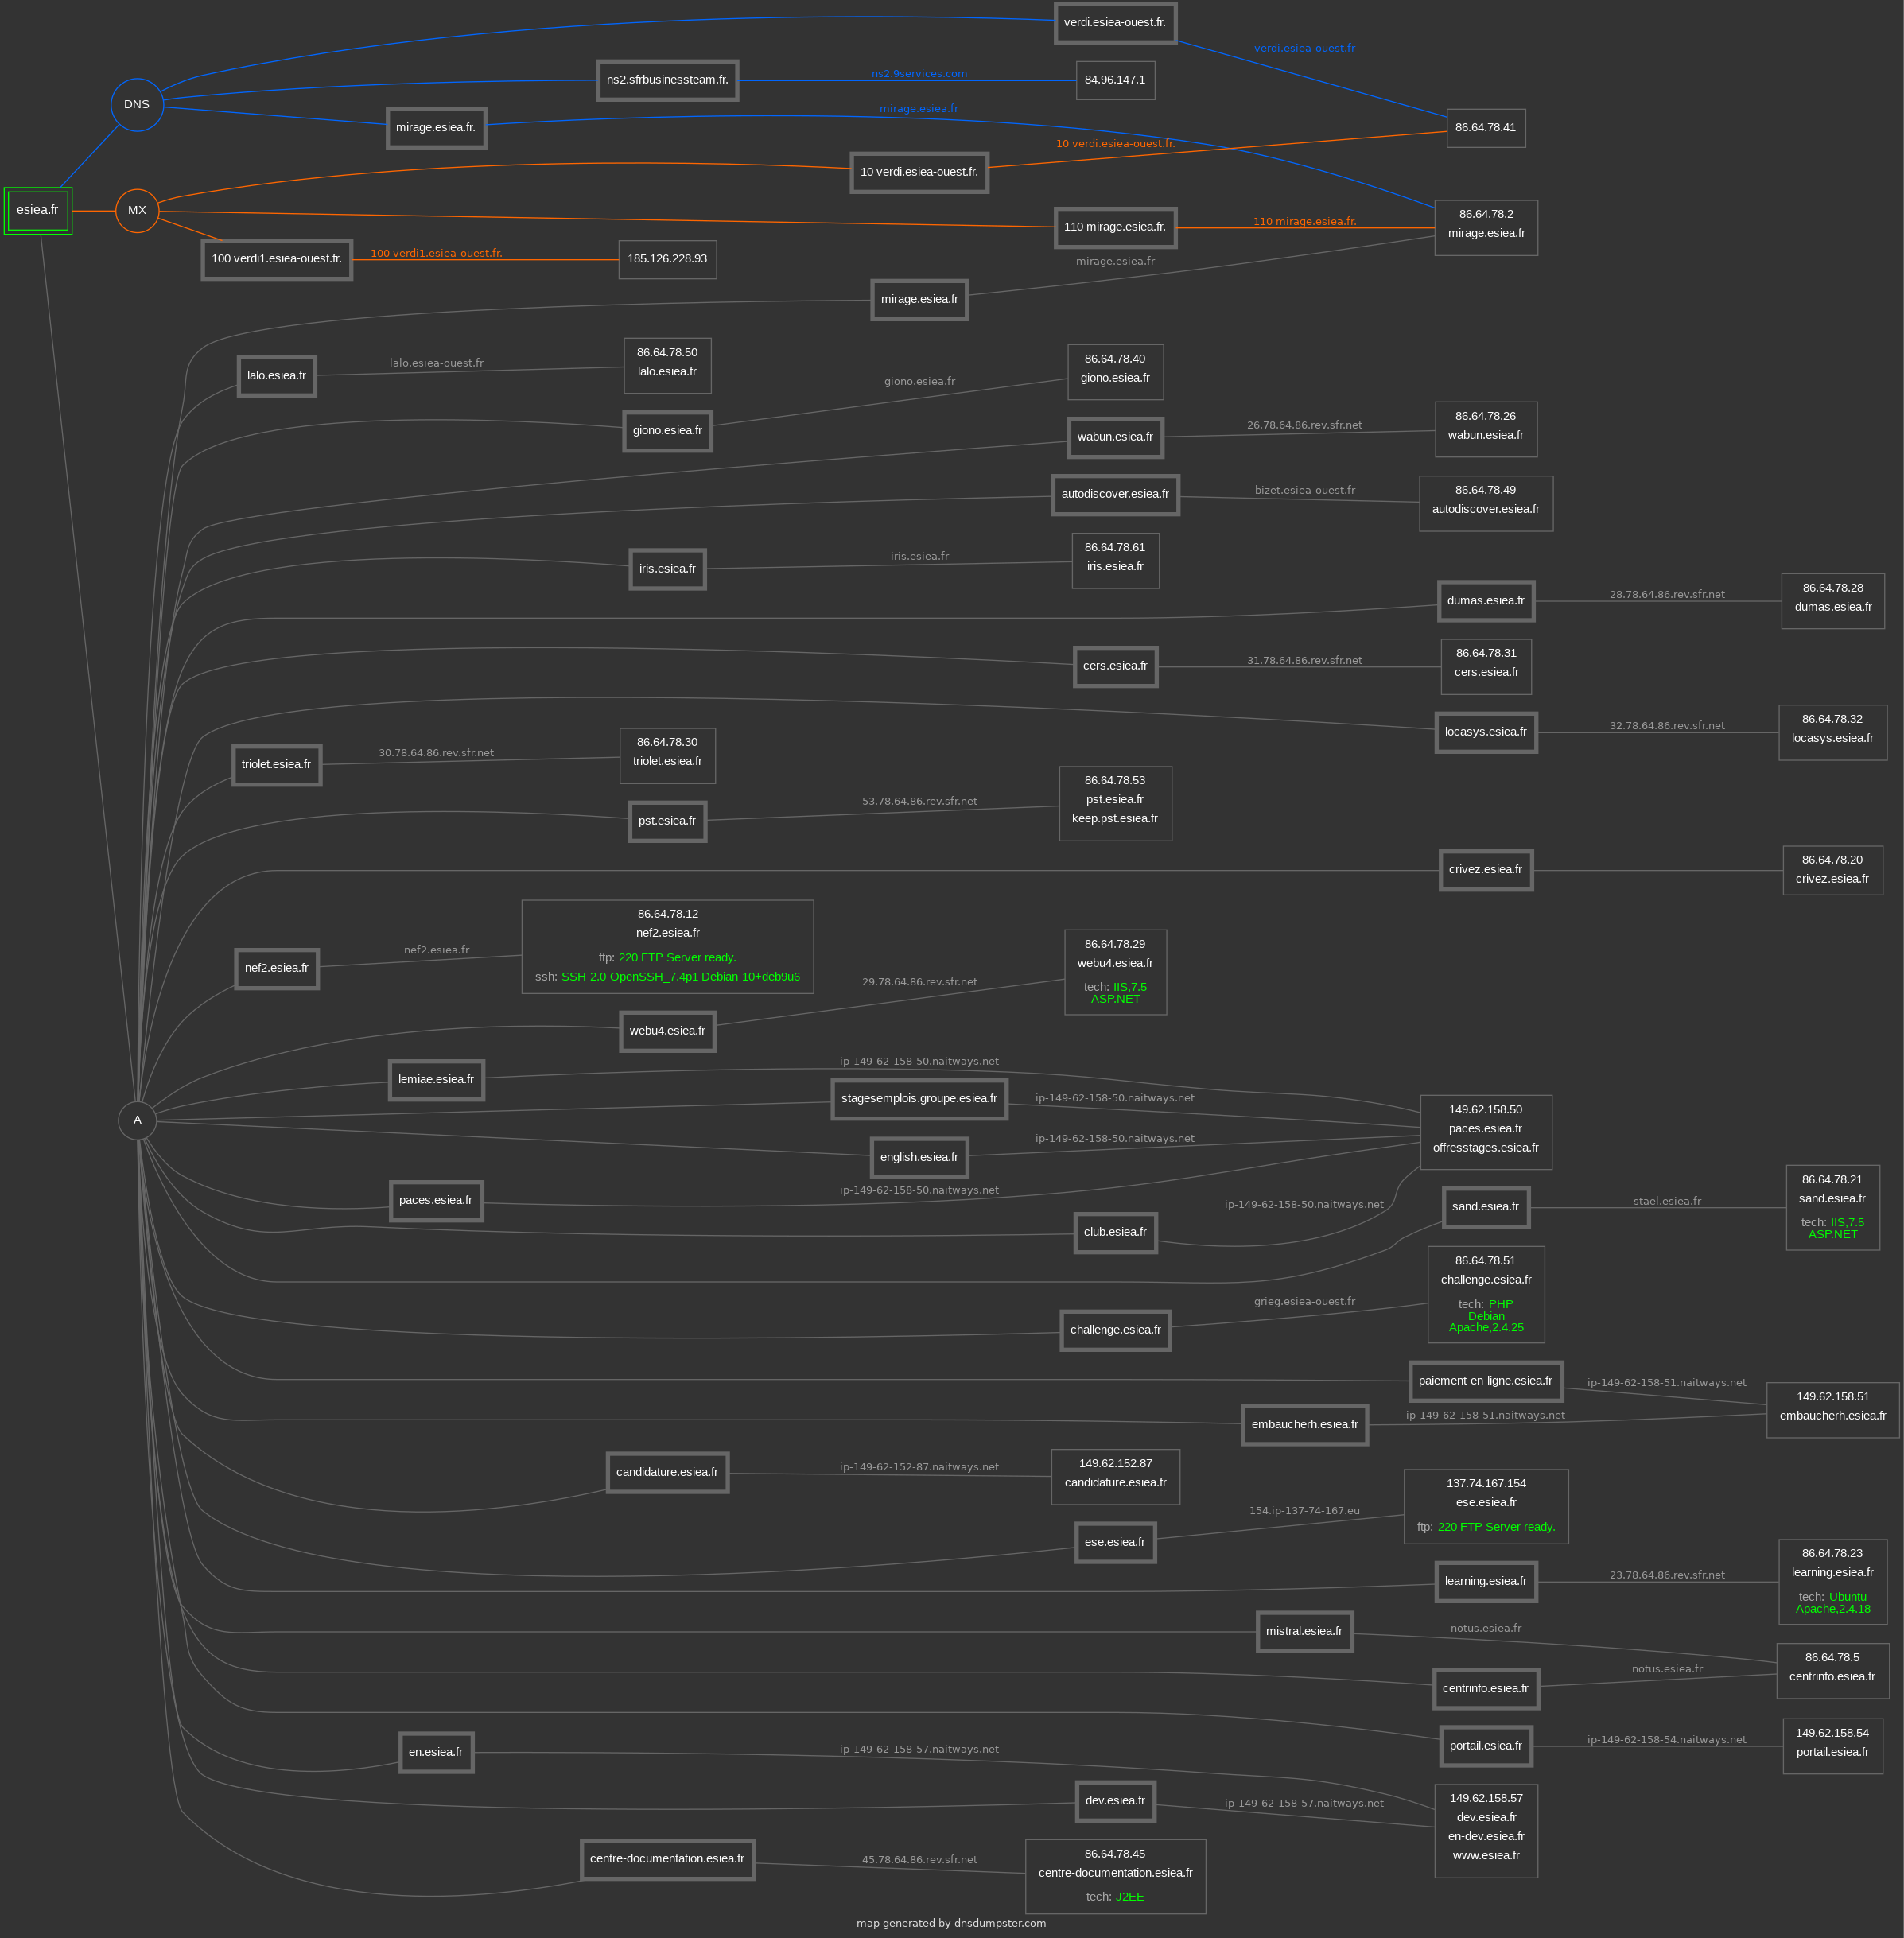 verdi.esiea-ouest.fr.
verdi.esiea-ouest.fr
DNS
ns2.sfrbusinessteam.fr.
ns2.9services.com
84.96.147.1
mirage.esiea.fr.
mirage.esiea.fr
86.64.78.41
esiea.fr
MX
10 verdi.esiea-ouest.fr.
10 verdi.esiea-ouest.fr.
110 mirage.esiea.fr.
110 mirage.esiea.fr.
86.64.78.2
mirage.esiea.fr
100 verdi1.esiea-ouest.fr.
100 verdi1.esiea-ouest.fr.
185.126.228.93
mirage.esiea.fr
mirage.esiea.fr
lalo.esiea.fr
lalo.esiea-ouest.fr
86.64.78.50
lalo.esiea.fr
giono.esiea.fr
giono.esiea.fr
86.64.78.40
giono.esiea.fr
wabun.esiea.fr
26.78.64.86.rev.sfr.net
86.64.78.26
wabun.esiea.fr
autodiscover.esiea.fr
bizet.esiea-ouest.fr
86.64.78.49
autodiscover.esiea.fr
iris.esiea.fr
iris.esiea.fr
86.64.78.61
iris.esiea.fr
dumas.esiea.fr
28.78.64.86.rev.sfr.net
86.64.78.28
dumas.esiea.fr
cers.esiea.fr
31.78.64.86.rev.sfr.net
86.64.78.31
cers.esiea.fr
locasys.esiea.fr
32.78.64.86.rev.sfr.net
86.64.78.32
locasys.esiea.fr
triolet.esiea.fr
30.78.64.86.rev.sfr.net
86.64.78.30
triolet.esiea.fr
pst.esiea.fr
53.78.64.86.rev.sfr.net
86.64.78.53
pst.esiea.fr
keep.pst.esiea.fr
crivez.esiea.fr
86.64.78.20
crivez.esiea.fr
nef2.esiea.fr
nef2.esiea.fr
86.64.78.12
nef2.esiea.fr
ftp: 220 FTP Server ready.
ssh: SSH-2.0-OpenSSH_7.4p1 Debian-10+deb9u6
webu4.esiea.fr
29.78.64.86.rev.sfr.net
86.64.78.29
webu4.esiea.fr
tech: IIS,7.5
ASP.NET
A
lemiae.esiea.fr
ip-149-62-158-50.naitways.net
stagesemplois.groupe.esiea.fr
ip-149-62-158-50.naitways.net
english.esiea.fr
ip-149-62-158-50.naitways.net
149.62.158.50
paces.esiea.fr
offresstages.esiea.fr
paces.esiea.fr
ip-149-62-158-50.naitways.net
club.esiea.fr
ip-149-62-158-50.naitways.net
sand.esiea.fr
stael.esiea.fr
86.64.78.21
sand.esiea.fr
tech: IIS,7.5
ASP.NET
challenge.esiea.fr
grieg.esiea-ouest.fr
86.64.78.51
challenge.esiea.fr
tech: PHP
Debian
Apache,2.4.25
paiement-en-ligne.esiea.fr
ip-149-62-158-51.naitways.net
embaucherh.esiea.fr
ip-149-62-158-51.naitways.net
149.62.158.51
embaucherh.esiea.fr
candidature.esiea.fr
ip-149-62-152-87.naitways.net
149.62.152.87
candidature.esiea.fr
ese.esiea.fr
154.ip-137-74-167.eu
137.74.167.154
ese.esiea.fr
ftp: 220 FTP Server ready.
learning.esiea.fr
23.78.64.86.rev.sfr.net
86.64.78.23
learning.esiea.fr
tech: Ubuntu
Apache,2.4.18
mistral.esiea.fr
notus.esiea.fr
centrinfo.esiea.fr
notus.esiea.fr
86.64.78.5
centrinfo.esiea.fr
portail.esiea.fr
ip-149-62-158-54.naitways.net
149.62.158.54
portail.esiea.fr
en.esiea.fr
ip-149-62-158-57.naitways.net
dev.esiea.fr
ip-149-62-158-57.naitways.net
149.62.158.57
dev.esiea.fr
en-dev.esiea.fr
www.esiea.fr
centre-documentation.esiea.fr
45.78.64.86.rev.sfr.net
86.64.78.45
centre-documentation.esiea.fr
tech: J2EE
map generated by dnsdumpster.com